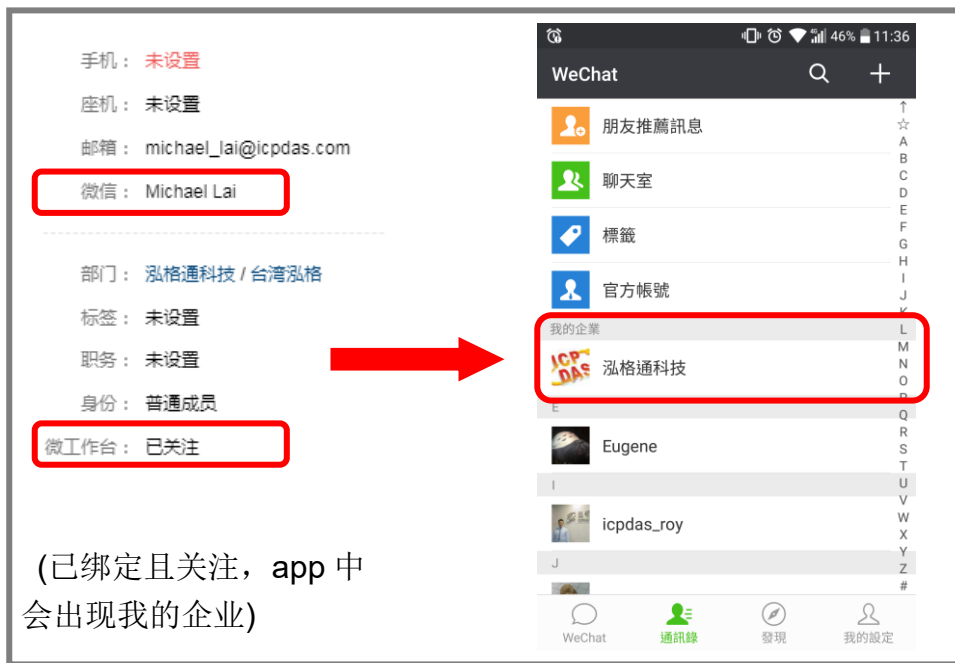 手机： 未设置
座机： 未设置
邮箱： michael_lai@icpdas.com
微信： Michael Lai
部门： 泓格通科技 / 台湾泓格
标签： 未设置
职务： 未设置
身份： 普通成员
微工作台： 已关注
(已绑定且关注，app 中
会出现我的企业)
46% 11:36
WeChat
朋友推薦訊息
聊天室
標籤
官方帳號
我的企業
ICP DAS
泓格通科技
E
Eugene
I
icpdas_roy
J
↑
☆
A
B
C
D
E
F
G
H
I
J
K
L
M
N
O
P
Q
R
S
T
U
V
W
X
Y
Z
#
WeChat 通訊錄 發現 我的設定